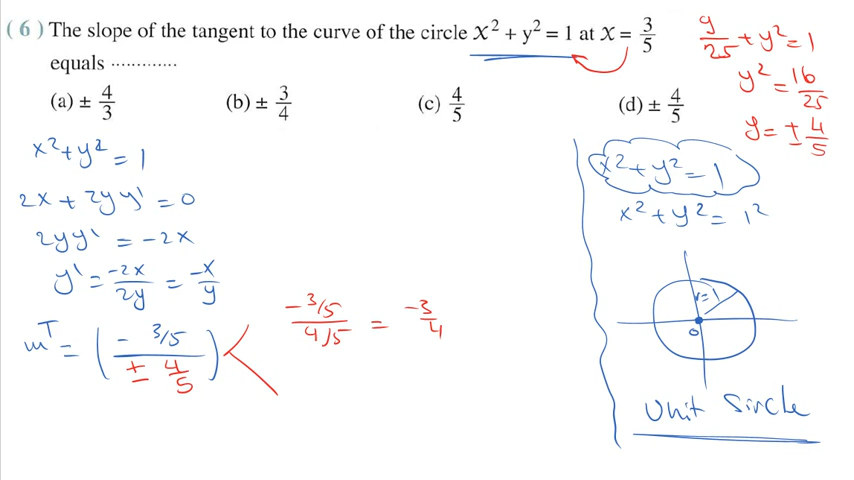 (6) The slope of the tangent to the curve of the circle X² + y² = 1 at X = 3/5
equals .............
(a) ± 4/3 (b) ± 3/4 (c) 4/5 (d) ± 4/5
9/25 + y² = 1
y² = 16/25
y = ± 4/5
x² + y² = 1
2x + 2y y' = 0
2y y' = -2x
y' = -2x/2y = -x/y
mᵀ = ( - 3/5 / ± 4/5 )
-3/5 / 4/5 = -3/4
x² + y² = 1
x² + y² = 1²
r=1
o
Unit Sircle